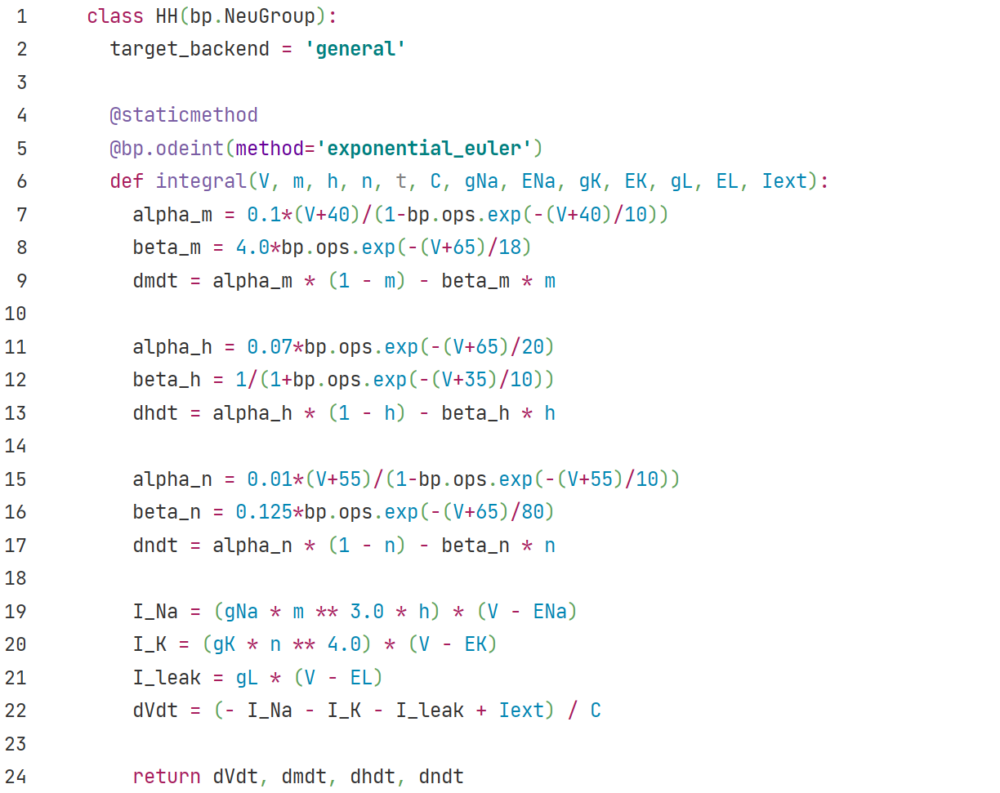 1 class HH(bp.NeuGroup):
2 target_backend = 'general'
3
4 @staticmethod
5 @bp.odeint(method='exponential_euler')
6 def integral(V, m, h, n, t, C, gNa, ENa, gK, EK, gL, EL, Iext):
7 alpha_m = 0.1*(V+40)/(1-bp.ops.exp(-(V+40)/10))
8 beta_m = 4.0*bp.ops.exp(-(V+65)/18)
9 dmdt = alpha_m * (1 - m) - beta_m * m
10
11 alpha_h = 0.07*bp.ops.exp(-(V+65)/20)
12 beta_h = 1/(1+bp.ops.exp(-(V+35)/10))
13 dhdt = alpha_h * (1 - h) - beta_h * h
14
15 alpha_n = 0.01*(V+55)/(1-bp.ops.exp(-(V+55)/10))
16 beta_n = 0.125*bp.ops.exp(-(V+65)/80)
17 dndt = alpha_n * (1 - n) - beta_n * n
18
19 I_Na = (gNa * m ** 3.0 * h) * (V - ENa)
20 I_K = (gK * n ** 4.0) * (V - EK)
21 I_leak = gL * (V - EL)
22 dVdt = (- I_Na - I_K - I_leak + Iext) / C
23
24 return dVdt, dmdt, dhdt, dndt